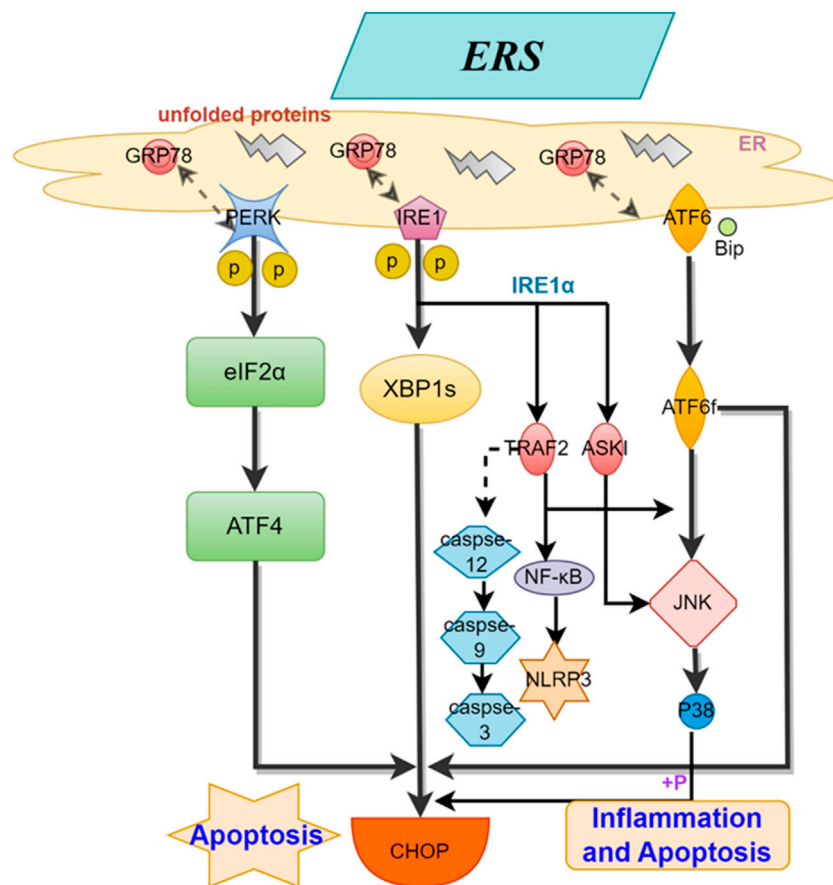 ERS
unfolded proteins
GRP78
GRP78
GRP78
ER
PERK
IRE1
ATF6
Bip
p
p
p
p
IRE1α
eIF2α
XBP1s
ATF6f
TRAF2
ASKI
ATF4
caspse-
12
NF-κB
JNK
caspse-
9
NLRP3
caspse-
3
P38
+P
Apoptosis
CHOP
Inflammation
and Apoptosis